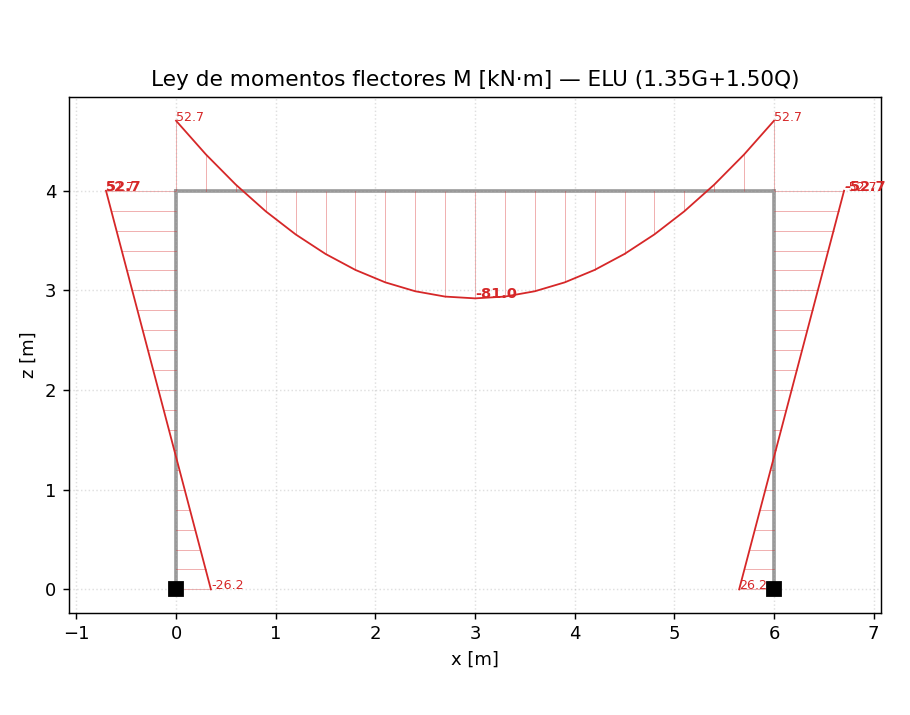 Ley de momentos flectores M [kN·m] — ELU (1.35G+1.50Q)
52.7 52.7
52.7 -52.7
4
3
-81.0
2
z [m]
1
-26.2 26.2
0
−1 0 1 2 3 4 5 6 7
x [m]